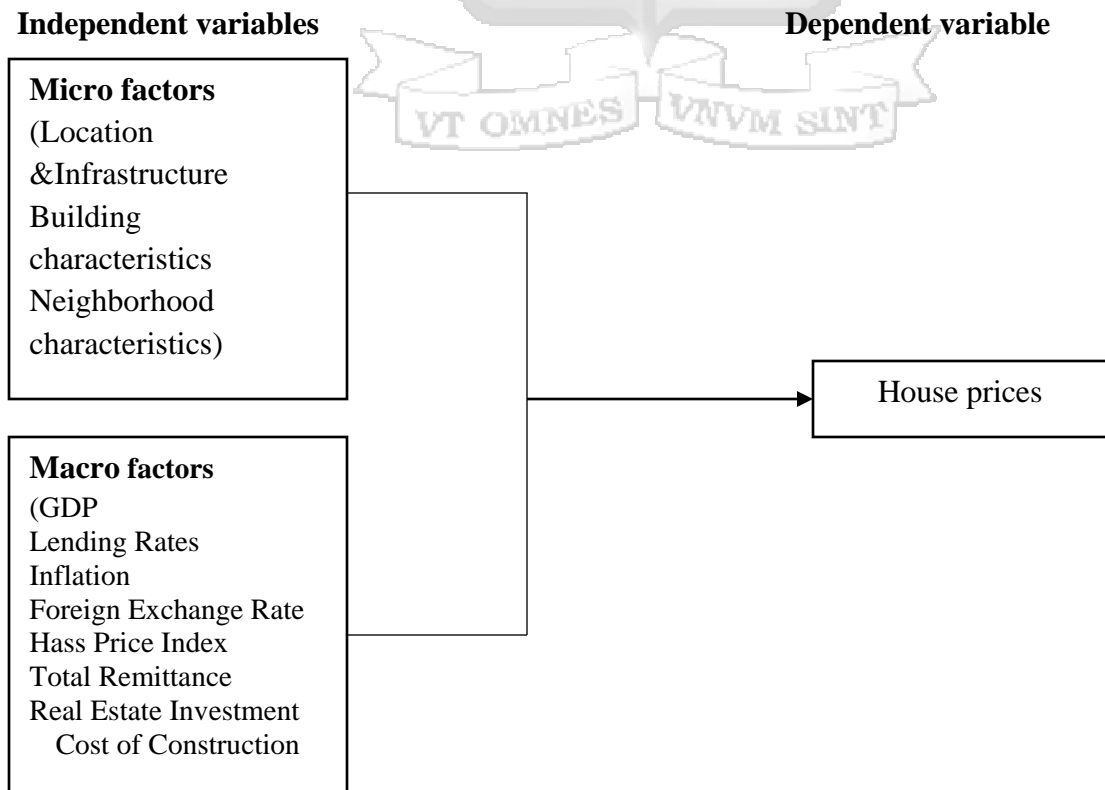 Independent variables
Dependent variable
VT OMNES VNVM SINT
Micro factors
(Location
&Infrastructure
Building
characteristics
Neighborhood
characteristics)
House prices
Macro factors
(GDP
Lending Rates
Inflation
Foreign Exchange Rate
Hass Price Index
Total Remittance
Real Estate Investment
Cost of Construction